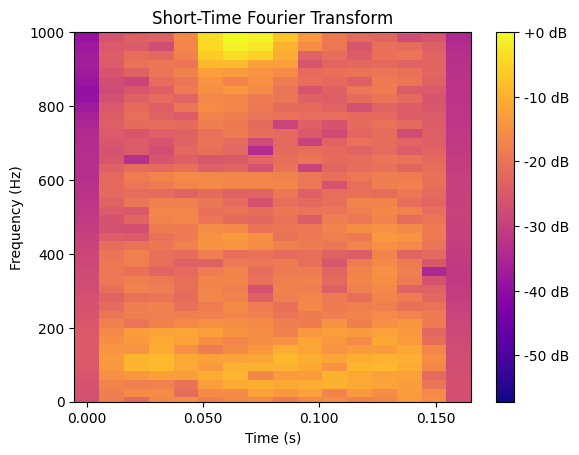 Short-Time Fourier Transform
Frequency (Hz)
1000
800
600
400
200
0
0.000
0.050
0.100
0.150
Time (s)
+0 dB
-10 dB
-20 dB
-30 dB
-40 dB
-50 dB